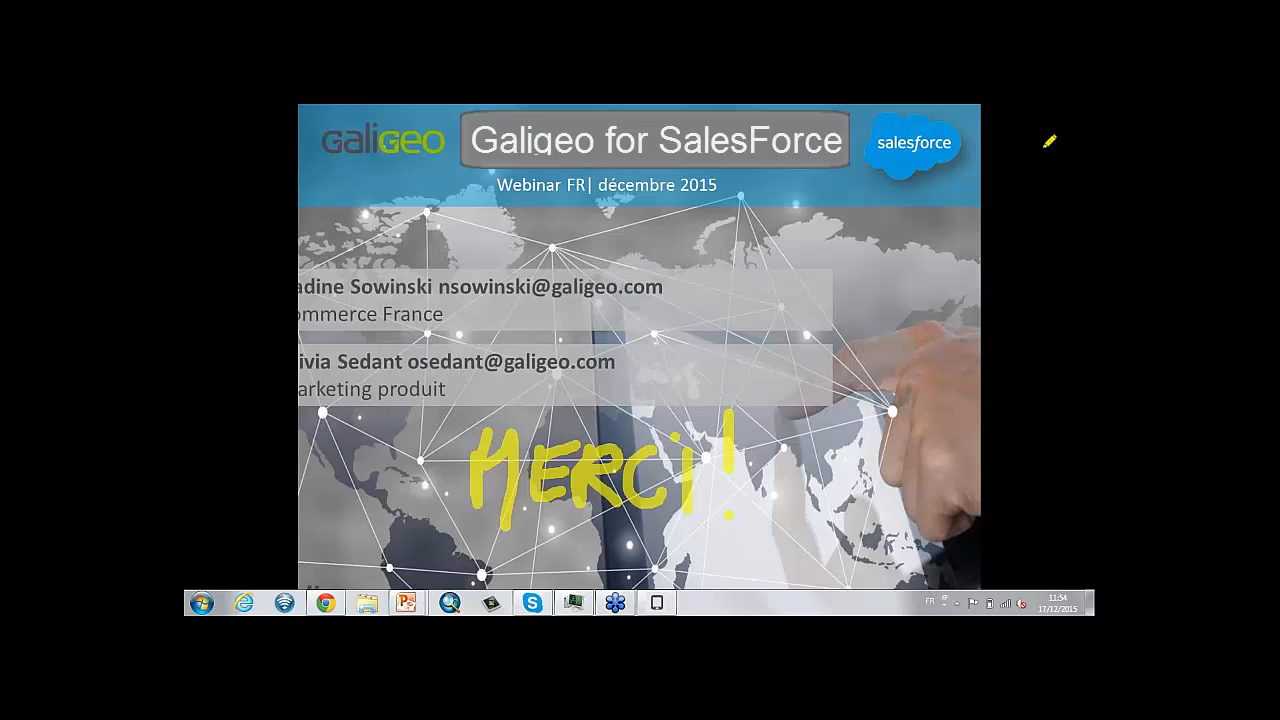 galigeo
Galigeo for SalesForce
salesforce
Webinar FR| décembre 2015
adine Sowinski nsowinski@galigeo.com
ommerce France
ivia Sedant osedant@galigeo.com
arketing produit
MERCI!
FR
11:54
17/12/2015